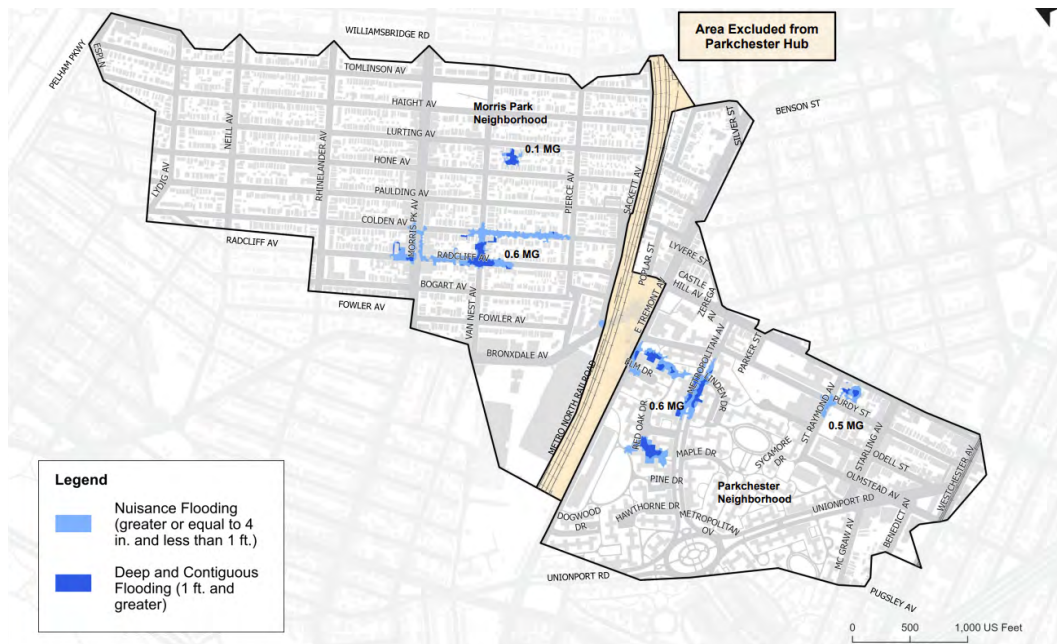 Area Excluded from
Parkchester Hub
WILLIAMSBRIDGE RD
PELHAM PKWY
ESPLN
TOMLINSON AV
HAIGHT AV
Morris Park
Neighborhood
BENSON ST
SILVER ST
NEILL AV
LURTING AV
0.1 MG
HONE AV
RHINELANDER AV
LYDIG AV
PAULDING AV
PIERCE AV
SACKETT AV
COLDEN AV
MORRIS PK AV
RADCLIFF AV
RADCLIFF AV
0.6 MG
LYVERE ST
POPLAR ST
CASTLE
HILL AV
ZEREGA
AV
BOGART AV
FOWLER AV
FOWLER AV
VAN NEST AV
E TREMONT AV
BRONXDALE AV
METROPOLITAN AV
PARKER ST
ELM DR
LINDEN DR
METRO NORTH RAILROAD
0.6 MG
RED OAK DR
ST RAYMOND AV
PURDY ST
0.5 MG
STARLING AV
ODELL ST
MAPLE DR
SYCAMORE
DR
OLMSTEAD AV
WESTCHESTER AV
PINE DR
Parkchester
Neighborhood
UNIONPORT RD
HAWTHORNE DR
DOGWOOD
DR
METROPOLITAN
OV
BENEDICT AV
MC GRAW AV
UNIONPORT RD
PUGSLEY AV
Legend
Nuisance Flooding
(greater or equal to 4
in. and less than 1 ft.)
Deep and Contiguous
Flooding (1 ft. and
greater)
0 500 1,000 US Feet